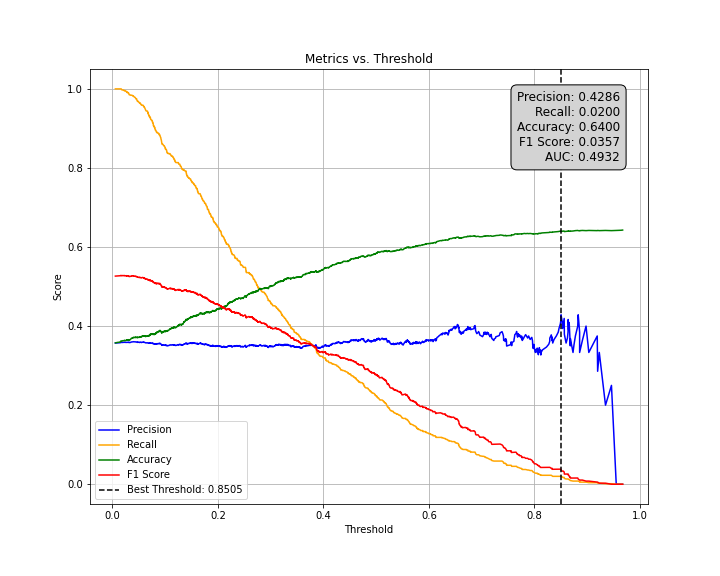 Metrics vs. Threshold
1.0
0.8
0.6
0.4
0.2
0.0
Score
Precision: 0.4286
Recall: 0.0200
Accuracy: 0.6400
F1 Score: 0.0357
AUC: 0.4932
Precision
Recall
Accuracy
F1 Score
Best Threshold: 0.8505
0.0 0.2 0.4 0.6 0.8 1.0
Threshold